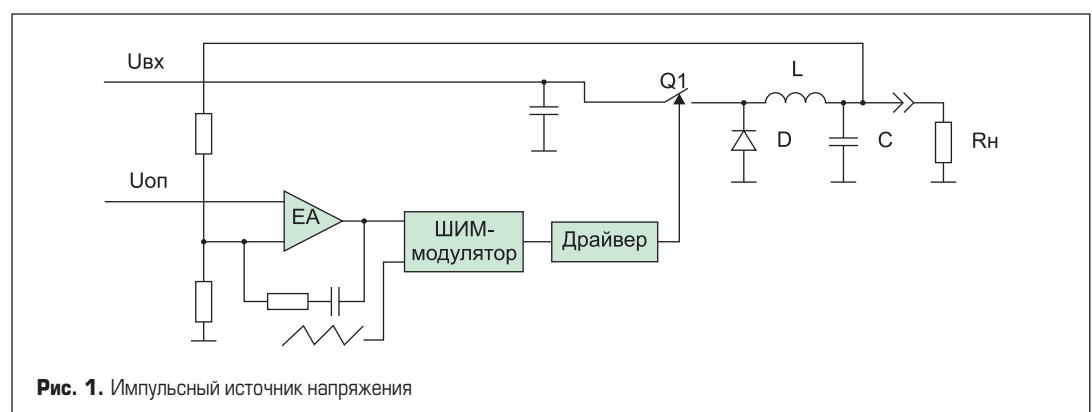 Uвх
Q1
L
D
C
Rн
Uоп
EA
ШИМ-
модулятор
Драйвер
Рис. 1. Импульсный источник напряжения